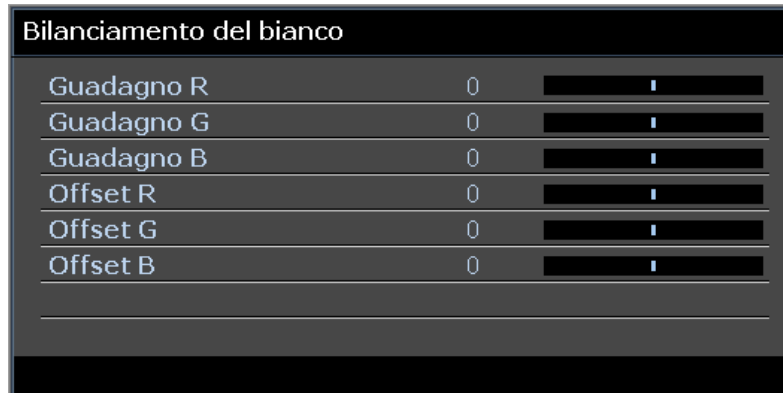 Bilanciamento del bianco
Guadagno R 0
Guadagno G 0
Guadagno B 0
Offset R 0
Offset G 0
Offset B 0